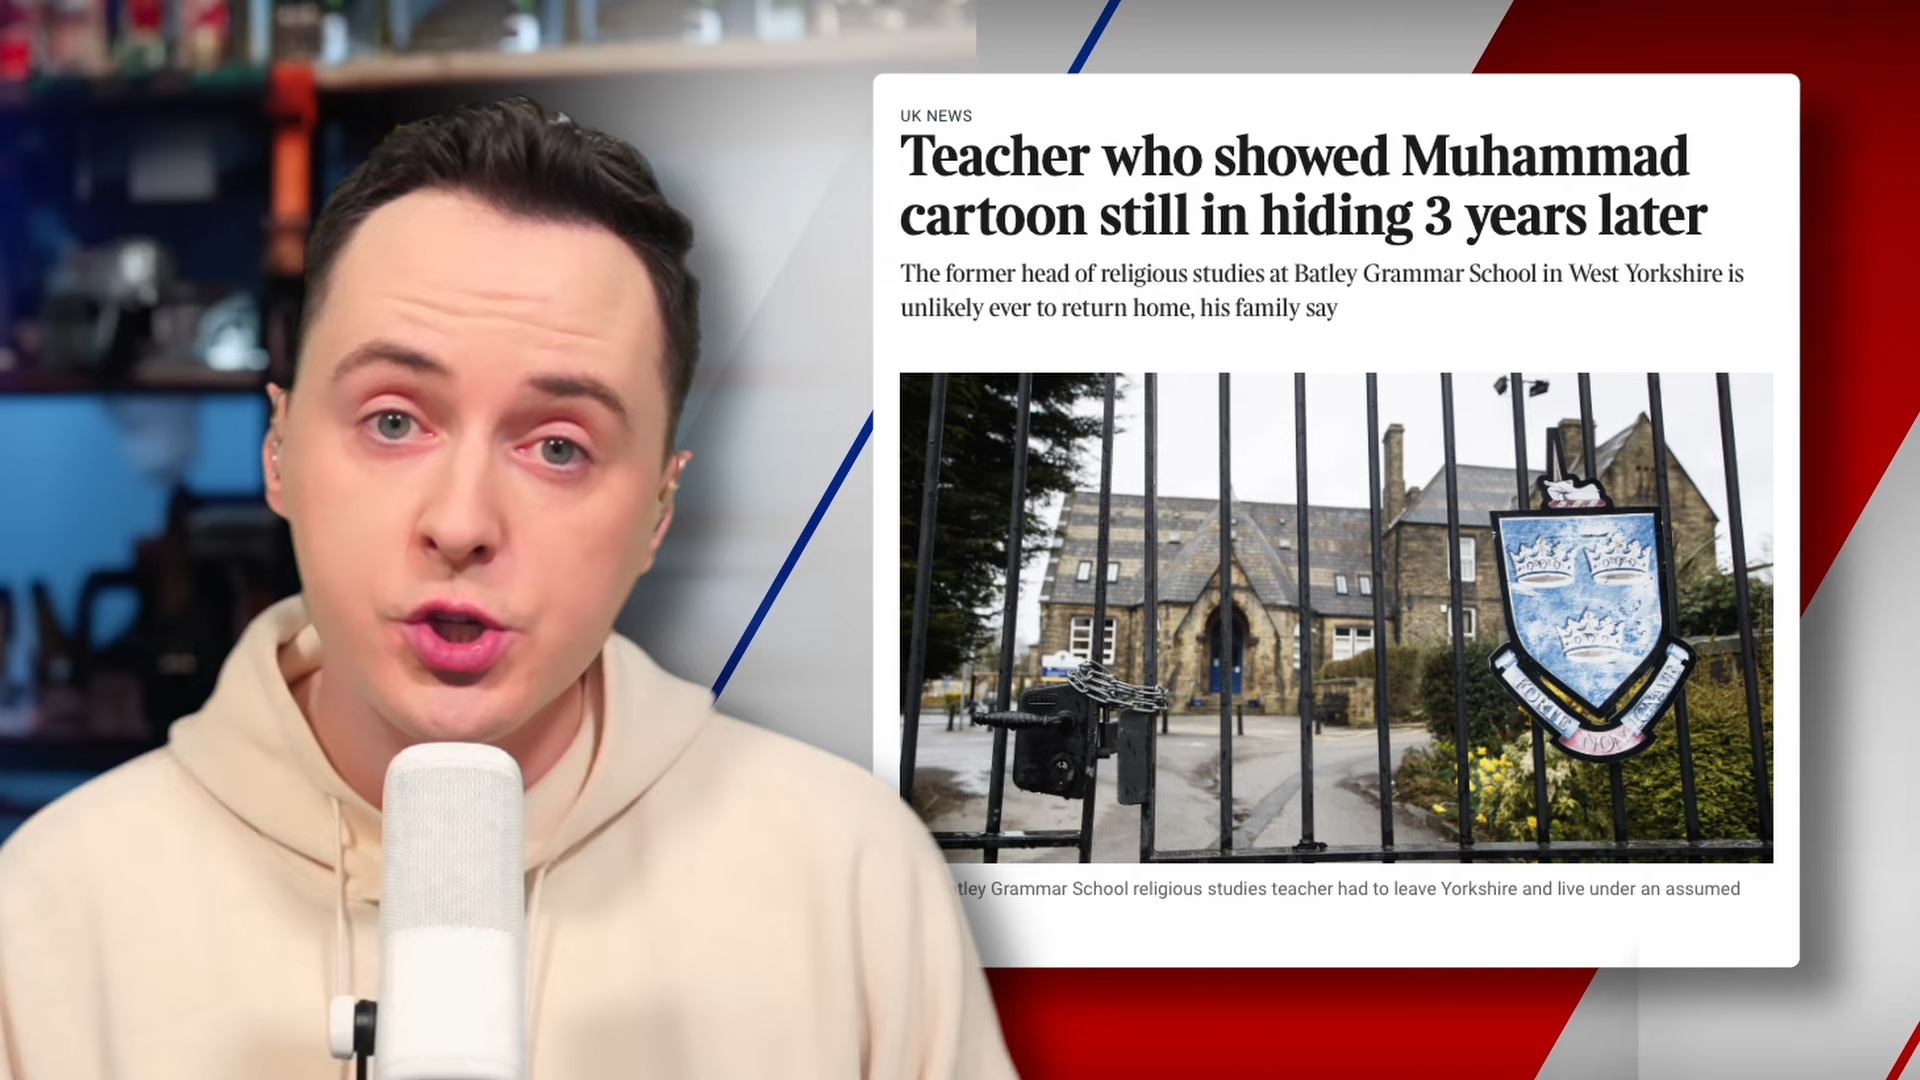 UK NEWS
Teacher who showed Muhammad
cartoon still in hiding 3 years later
The former head of religious studies at Batley Grammar School in West Yorkshire is
unlikely ever to return home, his family say
FORTE
Grammar School religious studies teacher had to leave Yorkshire and live under an assumed